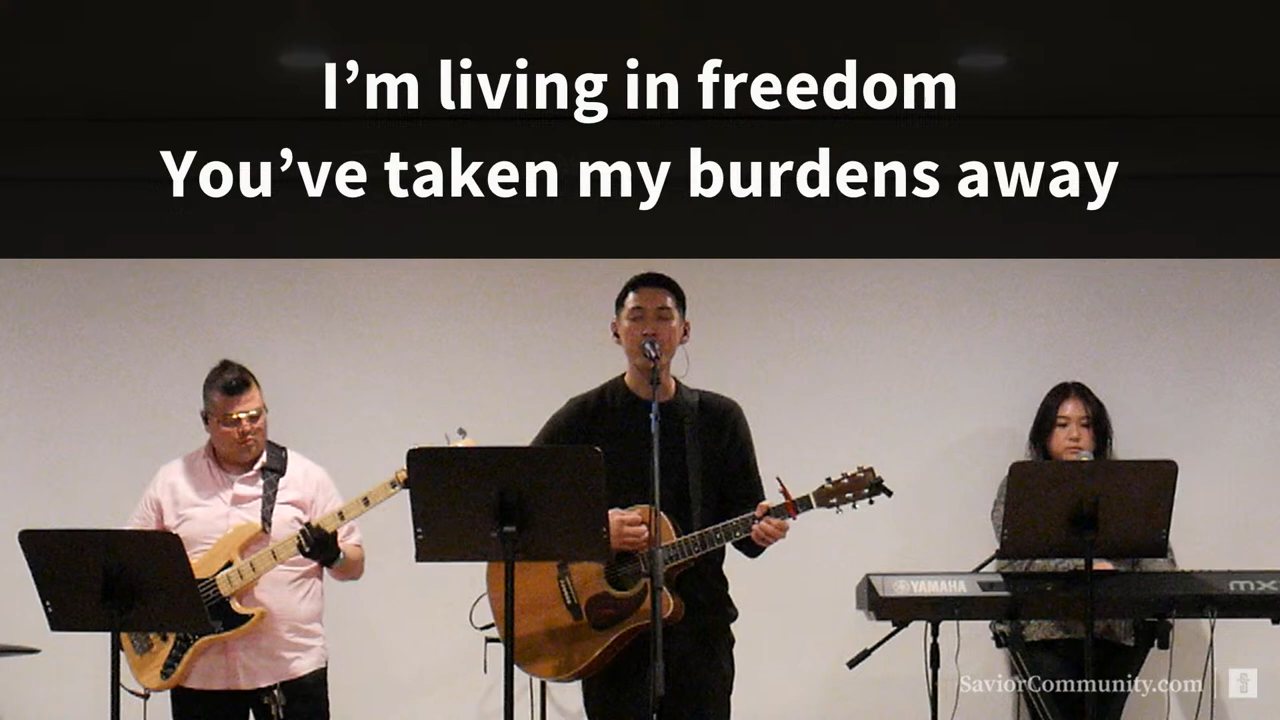 I’m living in freedom
You’ve taken my burdens away
YAMAHA
MX
SaviorCommunity.com